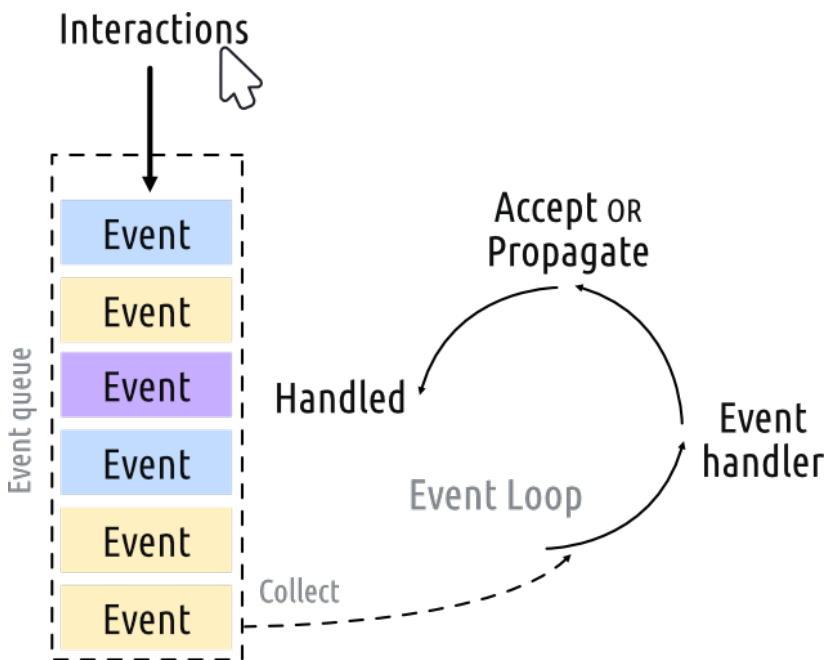 Interactions
Event
Event
Event
Event
Event
Event
Event queue
Collect
Event Loop
Event
handler
Accept OR
Propagate
Handled